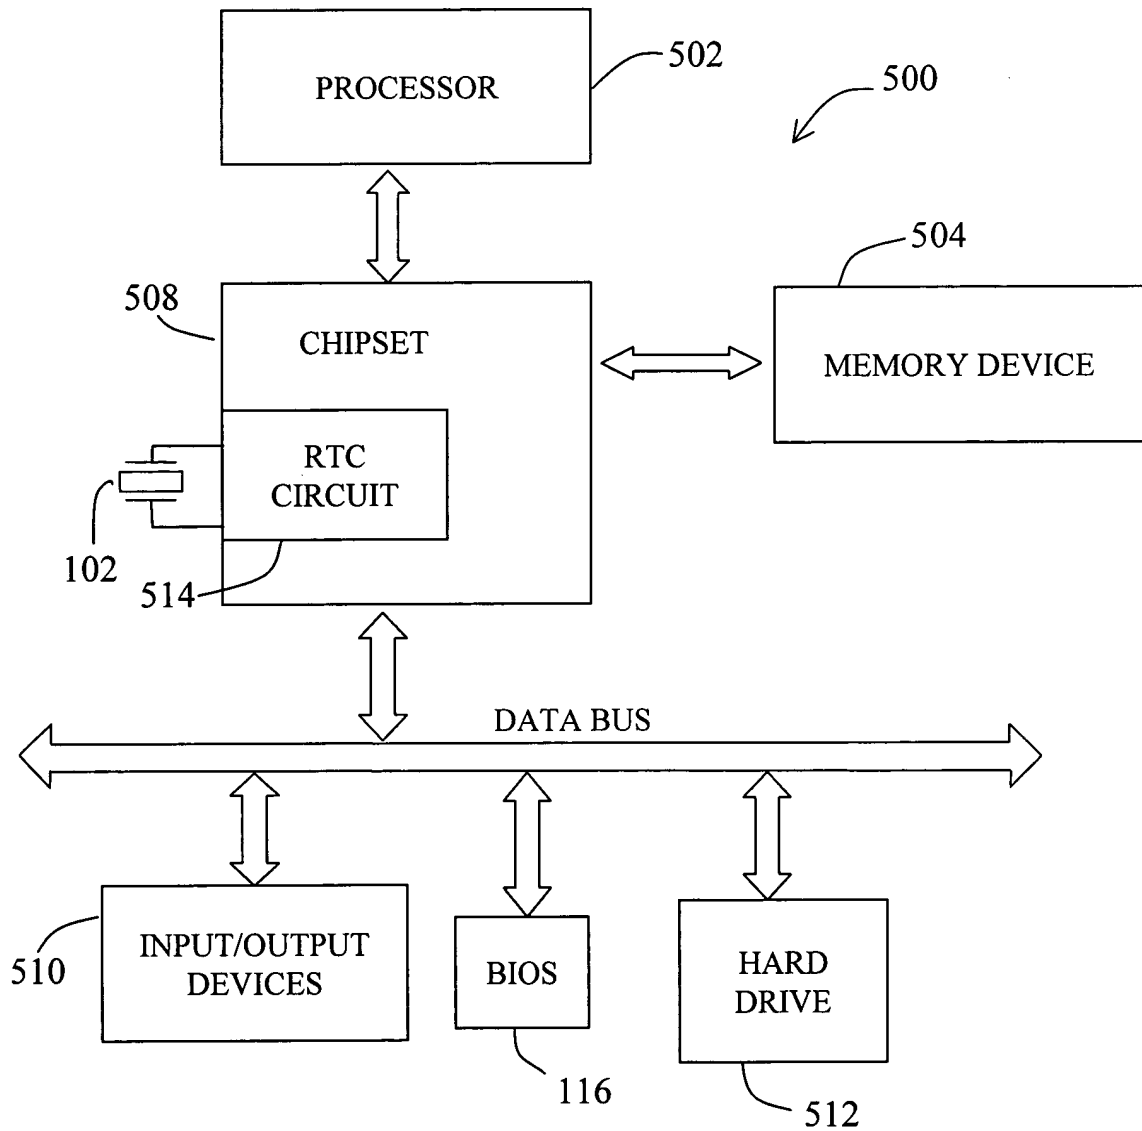 PROCESSOR
502
500
504
508
CHIPSET
MEMORY DEVICE
RTC
CIRCUIT
102
514
DATA BUS
INPUT/OUTPUT
DEVICES
510
BIOS
HARD
DRIVE
116
512